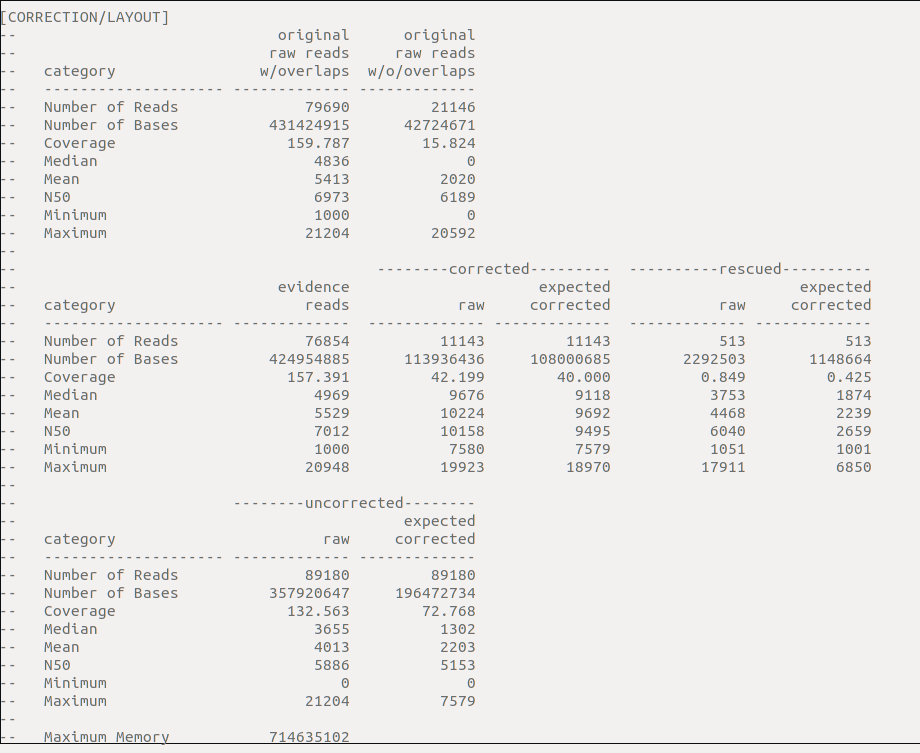 [CORRECTION/LAYOUT]
--                             original      original
--                            raw reads     raw reads
--   category                w/overlaps  w/o/overlaps
--   -------------------- ------------- -------------
--   Number of Reads              79690         21146
--   Number of Bases          431424915      42724671
--   Coverage                   159.787        15.824
--   Median                        4836             0
--   Mean                          5413          2020
--   N50                           6973          6189
--   Minimum                       1000             0
--   Maximum                      21204         20592
--
--                                        --------corrected---------  ----------rescued----------
--                             evidence                     expected                     expected
--   category                     reads            raw     corrected            raw     corrected
--   -------------------- -------------  ------------- -------------  ------------- -------------
--   Number of Reads              76854          11143         11143            513           513
--   Number of Bases          424954885      113936436     108000685        2292503       1148664
--   Coverage                   157.391         42.199        40.000          0.849         0.425
--   Median                        4969           9676          9118           3753          1874
--   Mean                          5529          10224          9692           4468          2239
--   N50                           7012          10158          9495           6040          2659
--   Minimum                       1000           7580          7579           1051          1001
--   Maximum                      20948          19923         18970          17911          6850
--
--                        --------uncorrected--------
--                                           expected
--   category                       raw     corrected
--   -------------------- ------------- -------------
--   Number of Reads              89180         89180
--   Number of Bases          357920647     196472734
--   Coverage                   132.563        72.768
--   Median                        3655          1302
--   Mean                          4013          2203
--   N50                           5886          5153
--   Minimum                          0             0
--   Maximum                      21204          7579
--
--   Maximum Memory           714635102